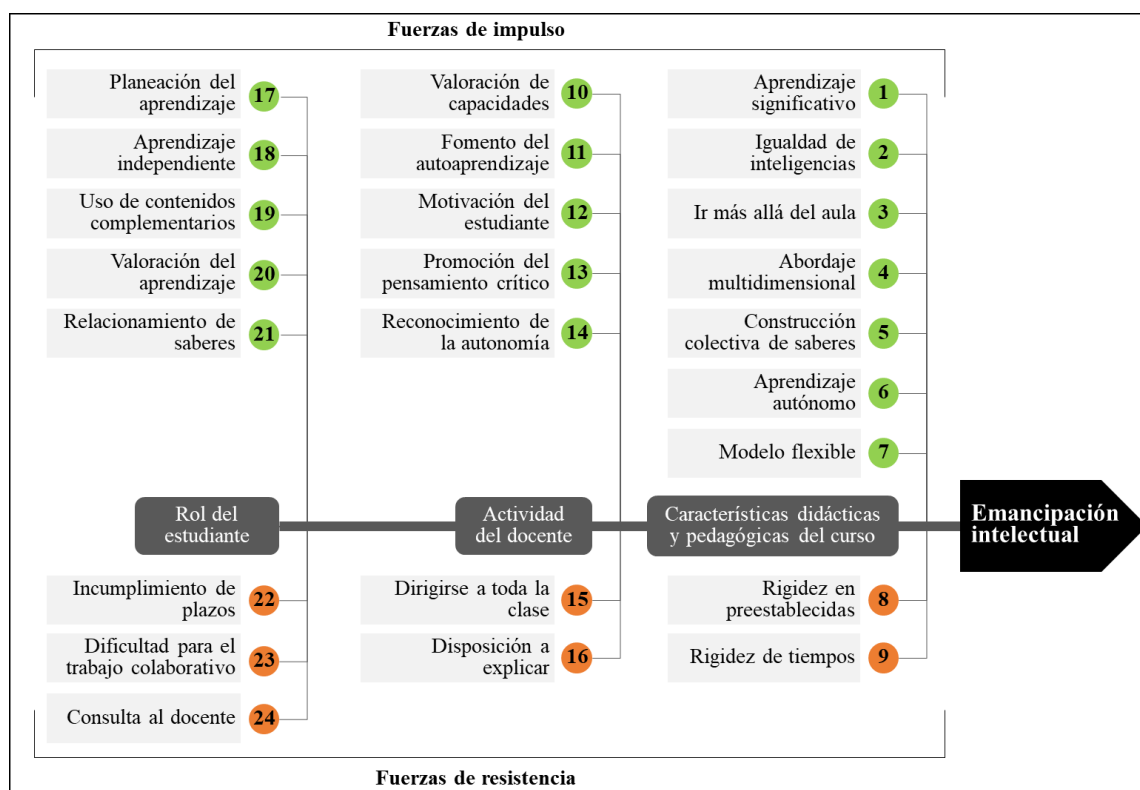 Fuerzas de impulso
Planeación del
aprendizaje
17
Aprendizaje
independiente
18
Uso de contenidos
complementarios
19
Valoración del
aprendizaje
20
Relacionamiento de
saberes
21
Valoración de
capacidades
10
Fomento del
autoaprendizaje
11
Motivación del
estudiante
12
Promoción del
pensamiento crítico
13
Reconocimiento de
la autonomía
14
Aprendizaje
significativo
1
Igualdad de
inteligencias
2
Ir más allá del aula
3
Abordaje
multidimensional
4
Construcción
colectiva de saberes
5
Aprendizaje
autónomo
6
Modelo flexible
7
Rol del
estudiante
Actividad
del docente
Características didácticas
y pedagógicas del curso
Emancipación
intelectual
Incumplimiento de
plazos
22
Dificultad para el
trabajo colaborativo
23
Consulta al docente
24
Dirigirse a toda la
clase
15
Disposición a
explicar
16
Rigidez en
preestablecidas
8
Rigidez de tiempos
9
Fuerzas de resistencia